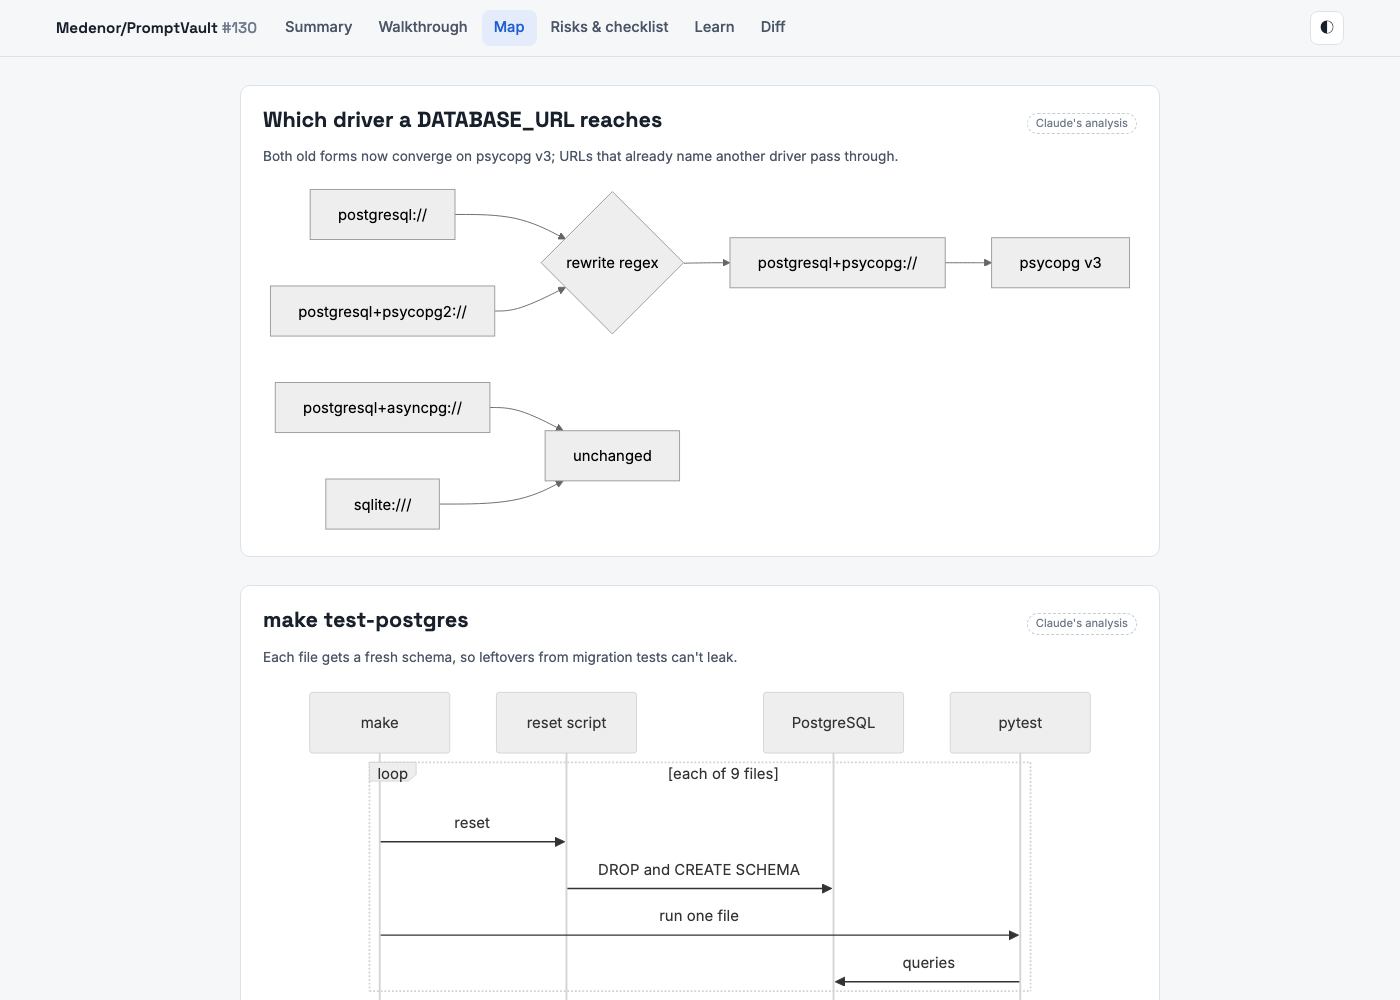 Medenor/PromptVault #130
Summary
Walkthrough
Map
Risks & checklist
Learn
Diff
Which driver a DATABASE_URL reaches
Claude's analysis
Both old forms now converge on psycopg v3; URLs that already name another driver pass through.
postgresql://
rewrite regex
postgresql+psycopg://
psycopg v3
postgresql+psycopg2://
postgresql+asyncpg://
unchanged
sqlite:///
make test-postgres
Claude's analysis
Each file gets a fresh schema, so leftovers from migration tests can't leak.
make
reset script
PostgreSQL
pytest
loop
[each of 9 files]
reset
DROP and CREATE SCHEMA
run one file
queries